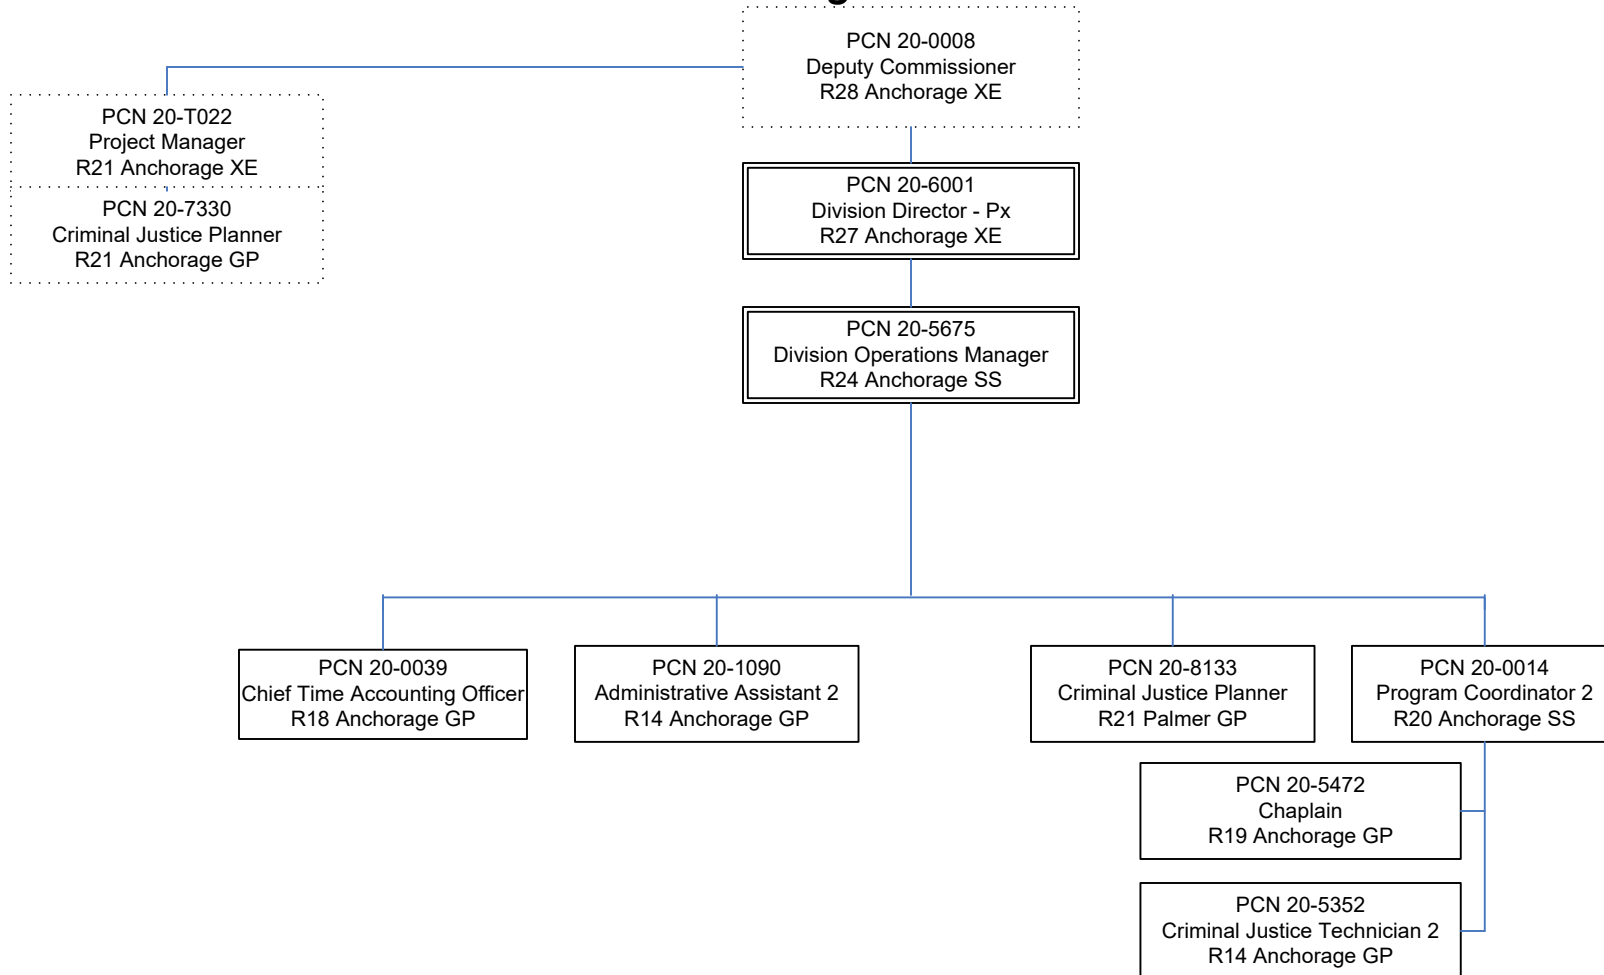 PCN 20-0008
Deputy Commissioner
R28 Anchorage XE
PCN 20-T022
Project Manager
R21 Anchorage XE
PCN 20-7330
Criminal Justice Planner
R21 Anchorage GP
PCN 20-6001
Division Director - Px
R27 Anchorage XE
PCN 20-5675
Division Operations Manager
R24 Anchorage SS
PCN 20-0039
Chief Time Accounting Officer
R18 Anchorage GP
PCN 20-1090
Administrative Assistant 2
R14 Anchorage GP
PCN 20-8133
Criminal Justice Planner
R21 Palmer GP
PCN 20-0014
Program Coordinator 2
R20 Anchorage SS
PCN 20-5472
Chaplain
R19 Anchorage GP
PCN 20-5352
Criminal Justice Technician 2
R14 Anchorage GP